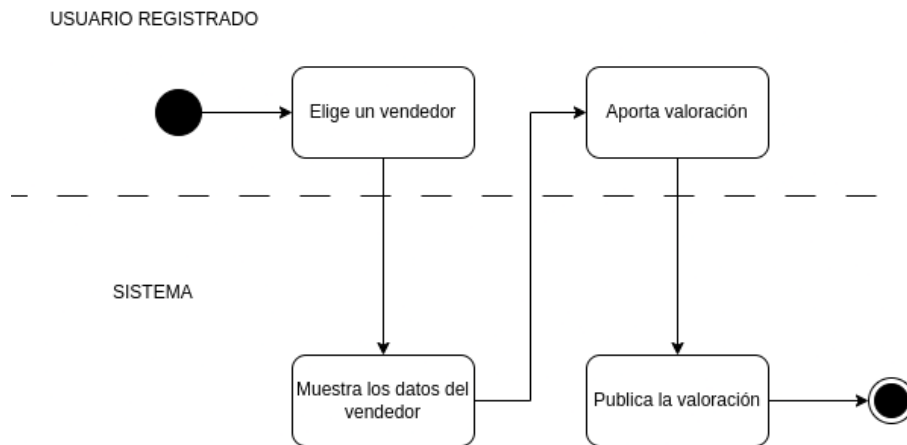 USUARIO REGISTRADO
Elige un vendedor
Aporta valoración
SISTEMA
Muestra los datos del
vendedor
Publica la valoración